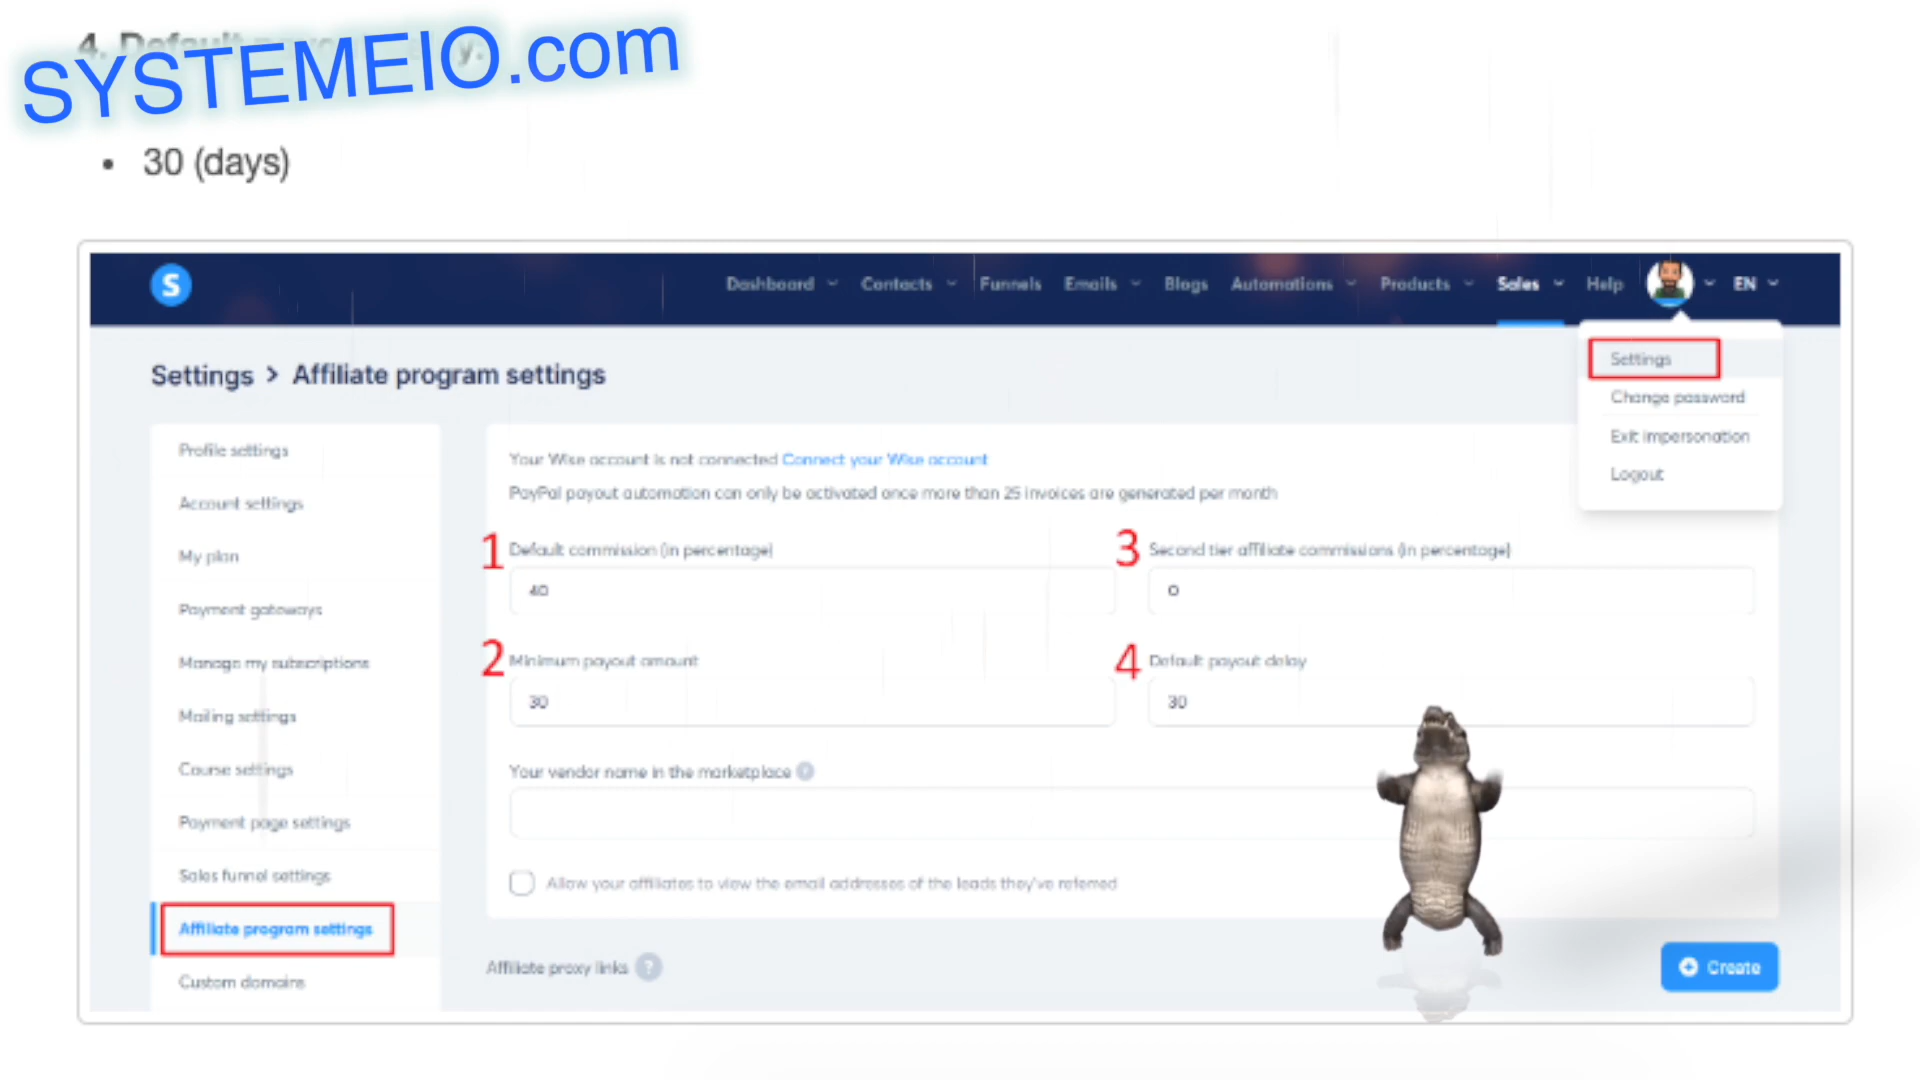 SYSTEMEIO.com
4. Default
y:
• 30 (days)
S
Dashboard Contacts Funnels Emails Blogs Automations Products Sales Help EN
Settings > Affiliate program settings
Settings
Change password
Exit impersonation
Logout
Profile settings
Account settings
My plan
Payment gateways
Manage my subscriptions
Mailing settings
Course settings
Payment page settings
Sales funnel settings
Affiliate program settings
Custom domains
Your Wise account is not connected Connect your Wise account
PayPal payout automation can only be activated once more than 25 invoices are generated per month
1 Default commission (in percentage)
40
3 Second tier affiliate commissions (in percentage)
0
2 Minimum payout amount
30
4 Default payout delay
30
Your vendor name in the marketplace ?
Allow your affiliates to view the email addresses of the leads they've referred
Affiliate proxy links ?
Create